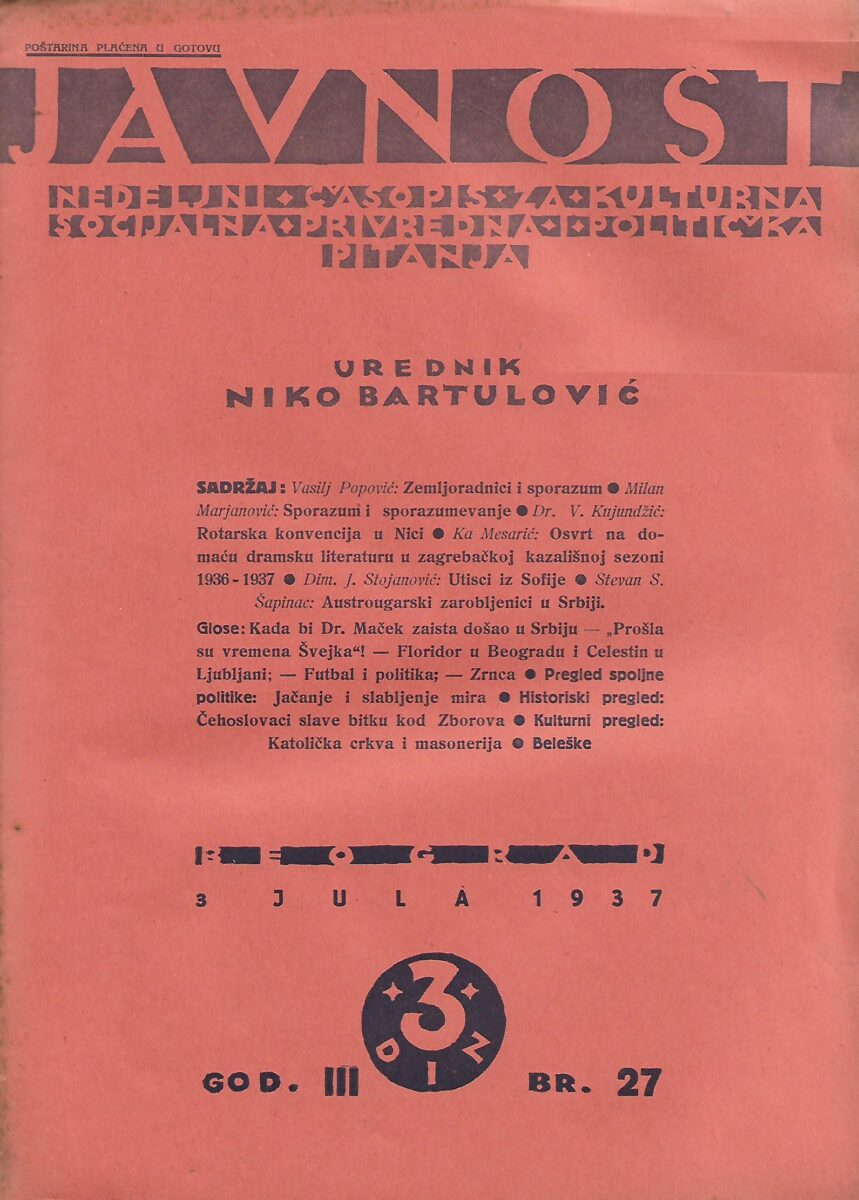 POŠTARINA PLAĆENA U GOTOVU
JAVNOST
NEDELJNI ✦ ČASOPIS ✦ ZA ✦ KULTURNA
SOCIJALNA ✦ PRIVREDNA ✦ I ✦ POLITIČKA
PITANJA
UREDNIK
NIKO BARTULOVIĆ
SADRŽAJ: Vasilj Popović: Zemljoradnici i sporazum ● Milan
Marjanović: Sporazumi i sporazumevanje ● Dr. V. Kujundžić:
Rotarska konvencija u Nici ● Ka Mesarić: Osvrt na do-
maću dramsku literaturu u zagrebačkoj kazališnoj sezoni
1936-1937 ● Dim. J. Stojanović: Utisci iz Sofije ● Stevan S.
Šapinac: Austrougarski zarobljenici u Srbiji.
Glose: Kada bi Dr. Maček zaista došao u Srbiju — „Prošla
su vremena Švejka“! — Floridor u Beogradu i Celestin u
Ljubljani; — Futbal i politika; — Zrnca ● Pregled spoljne
politike: Jačanje i slabljenje mira ● Historiski pregled:
Čehoslovaci slave bitku kod Zborova ● Kulturni pregled:
Katolička crkva i masonerija ● Beleške
BEOGRAD
3 JULA 1937
3
DIN
GOD. III BR. 27